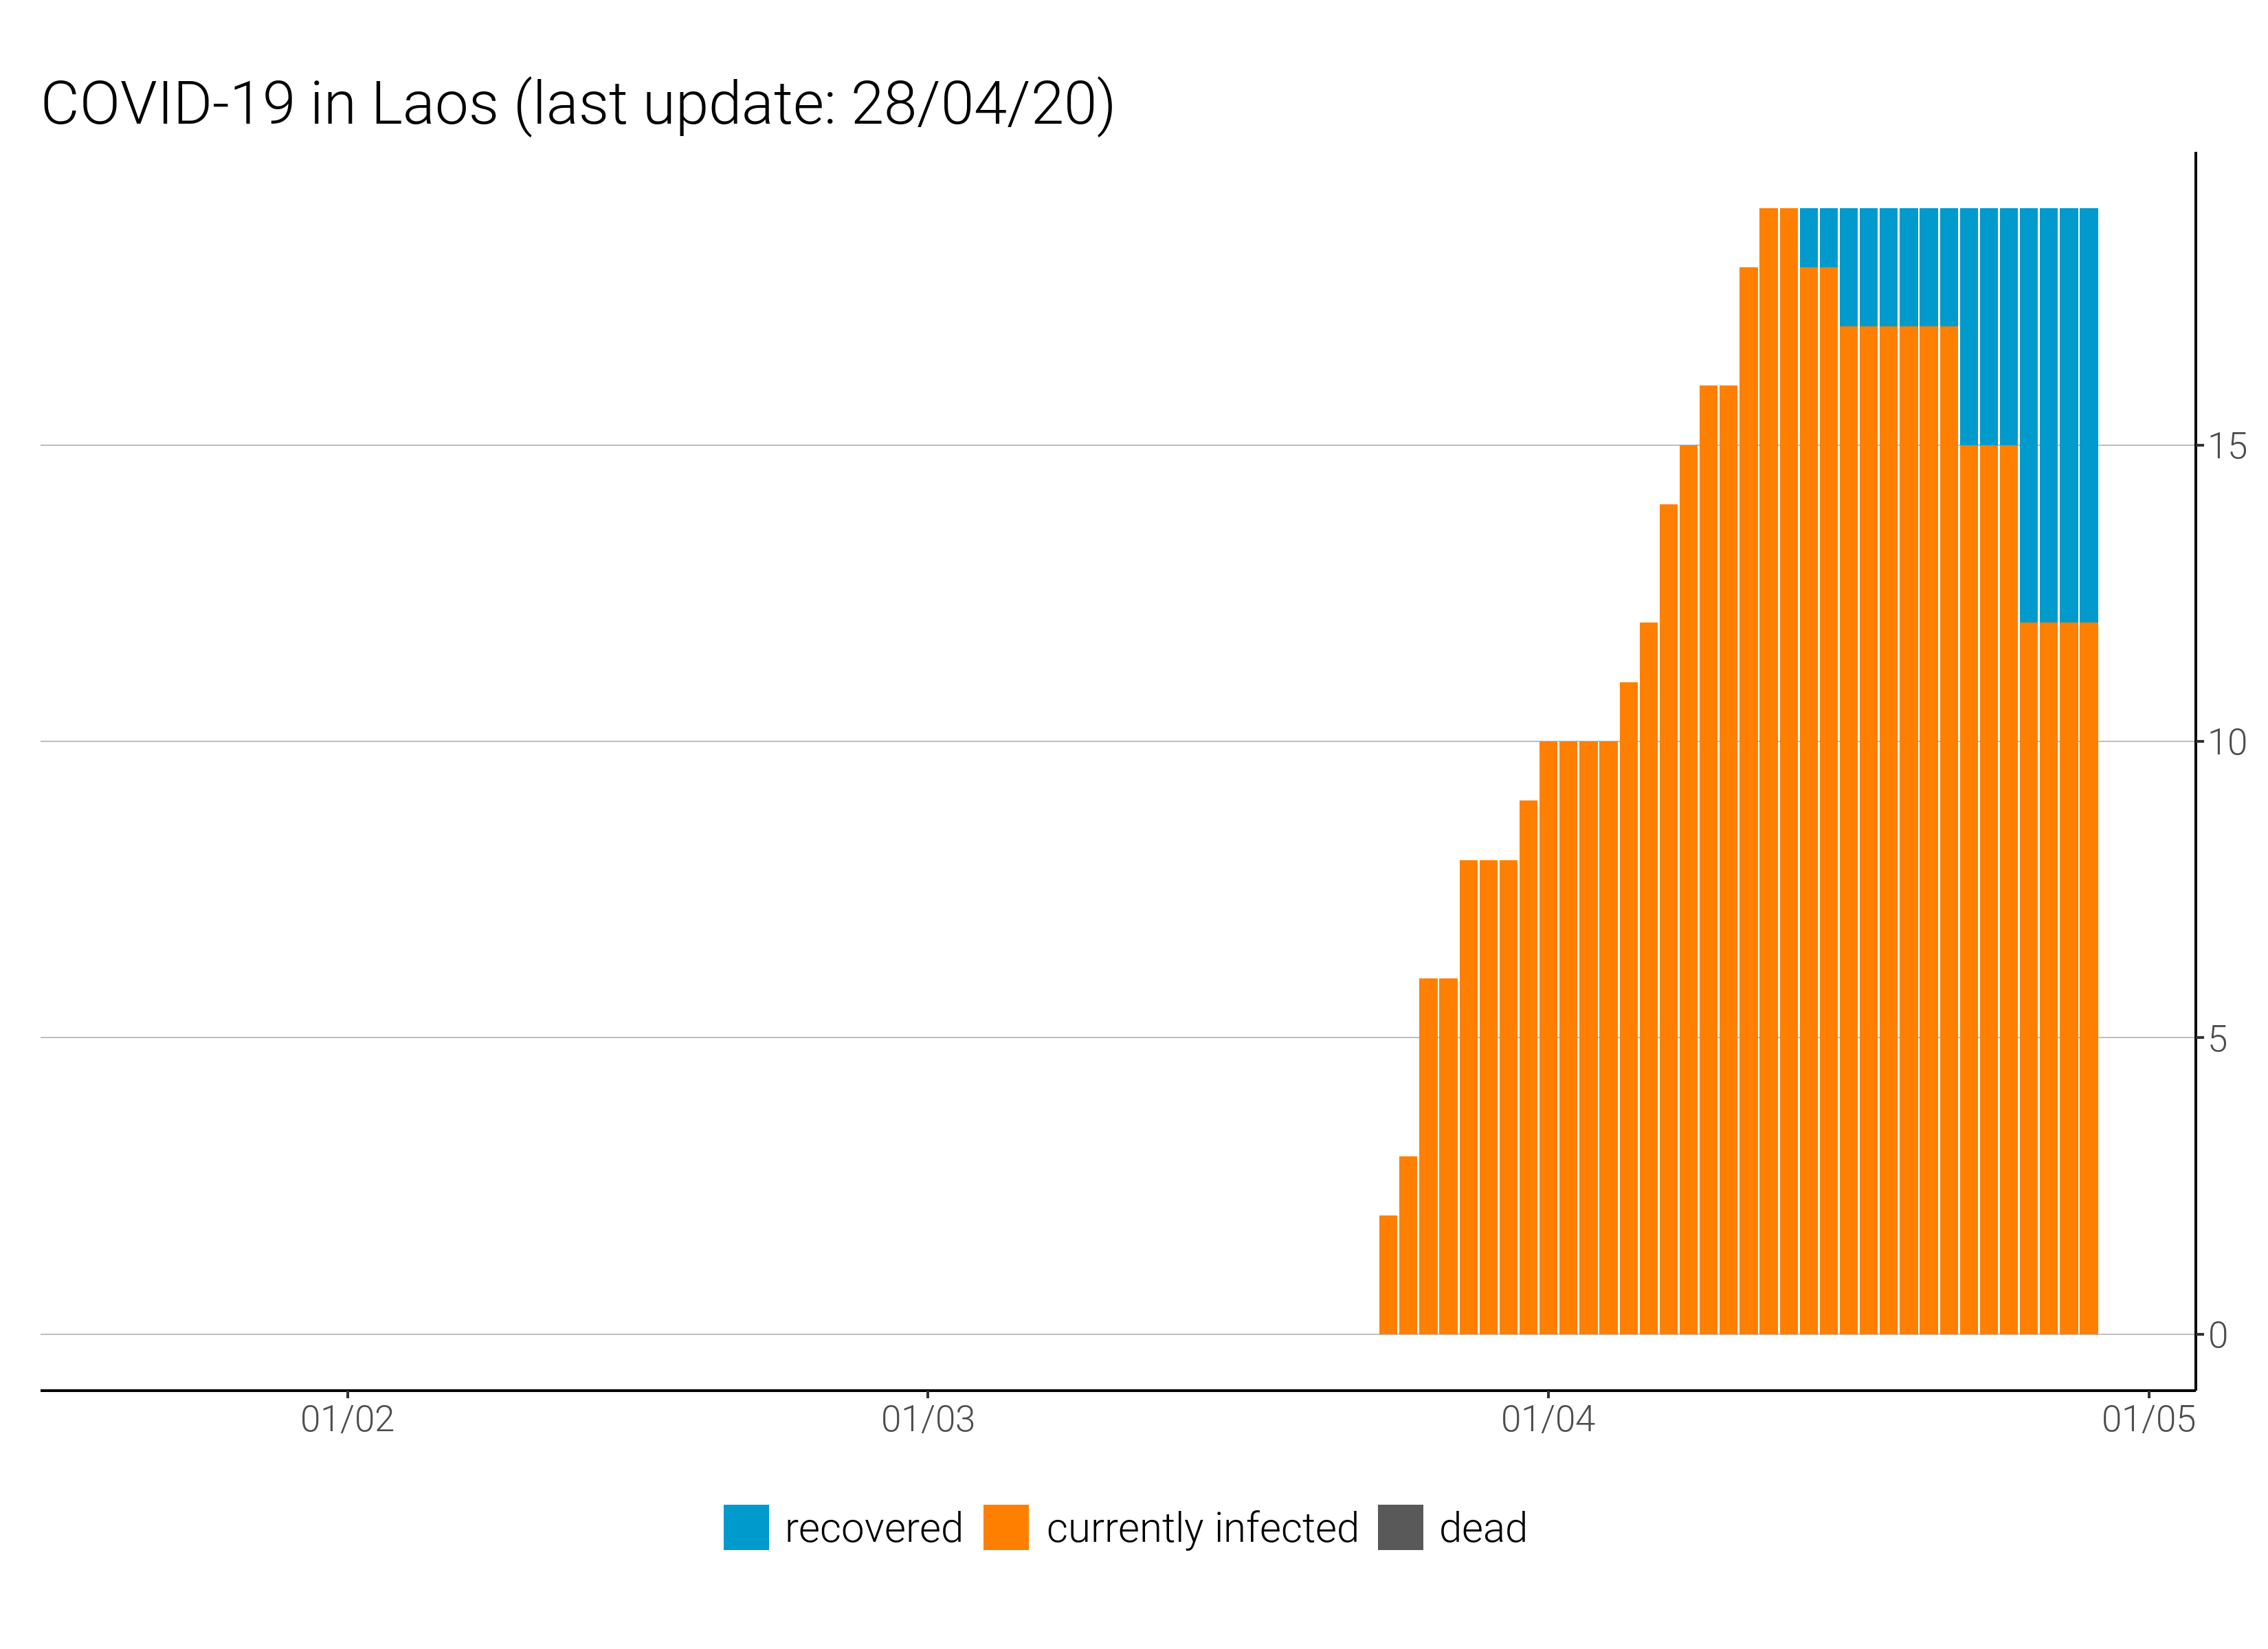 COVID-19 in Laos (last update: 28/04/20)
15
10
5
0
01/02 01/03 01/04 01/05
recovered currently infected dead